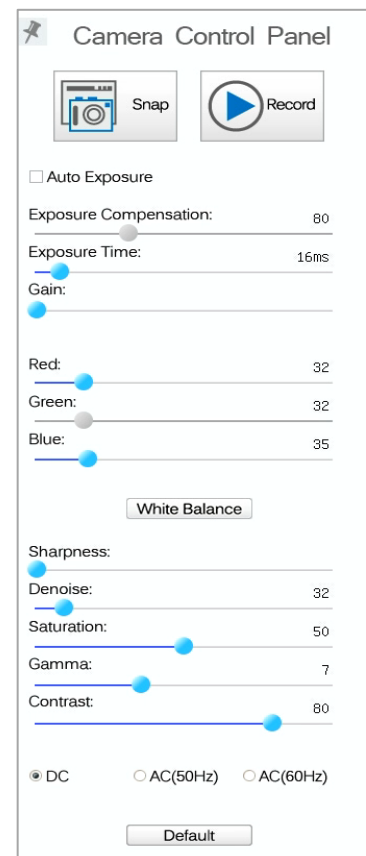 Camera Control Panel
Snap Record
Auto Exposure
Exposure Compensation: 80
Exposure Time: 16ms
Gain:
Red: 32
Green: 32
Blue: 35
White Balance
Sharpness:
Denoise: 32
Saturation: 50
Gamma: 7
Contrast: 80
DC AC(50Hz) AC(60Hz)
Default